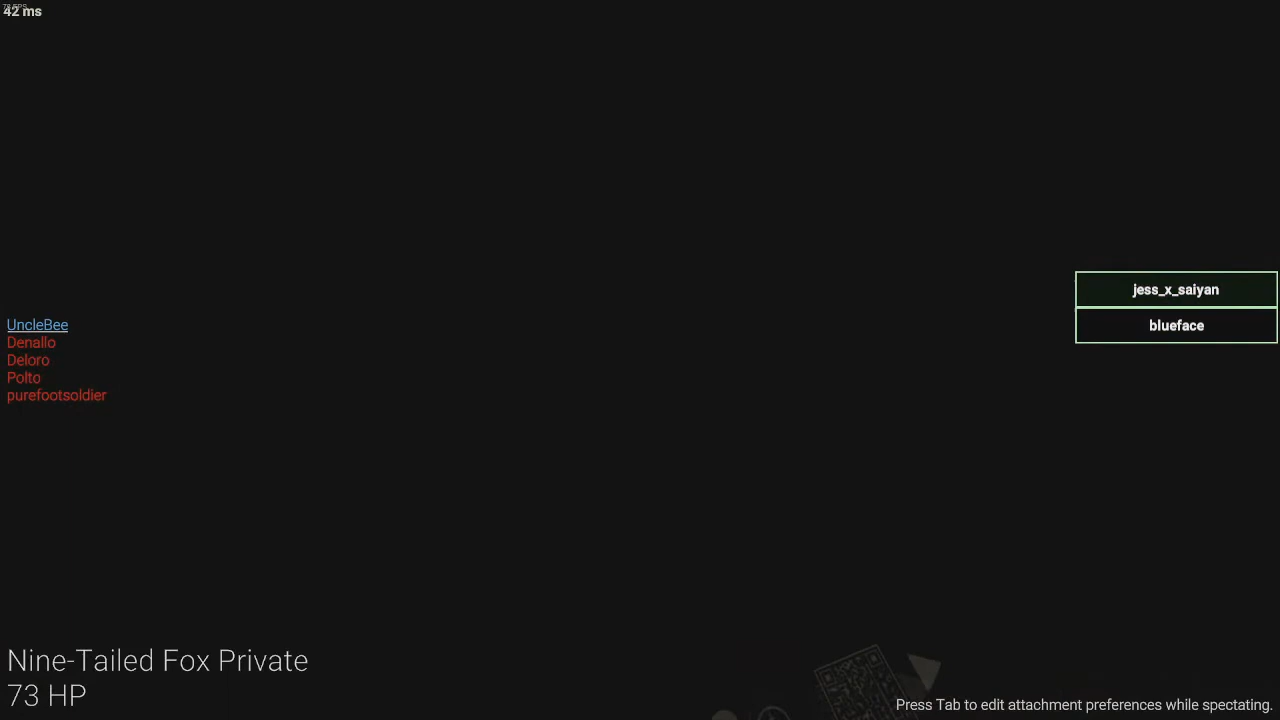 42 ms
jess_x_saiyan
blueface
UncleBee
Denallo
Deloro
Polto
purefootsoldier
Nine-Tailed Fox Private
73 HP
Press Tab to edit attachment preferences while spectating.